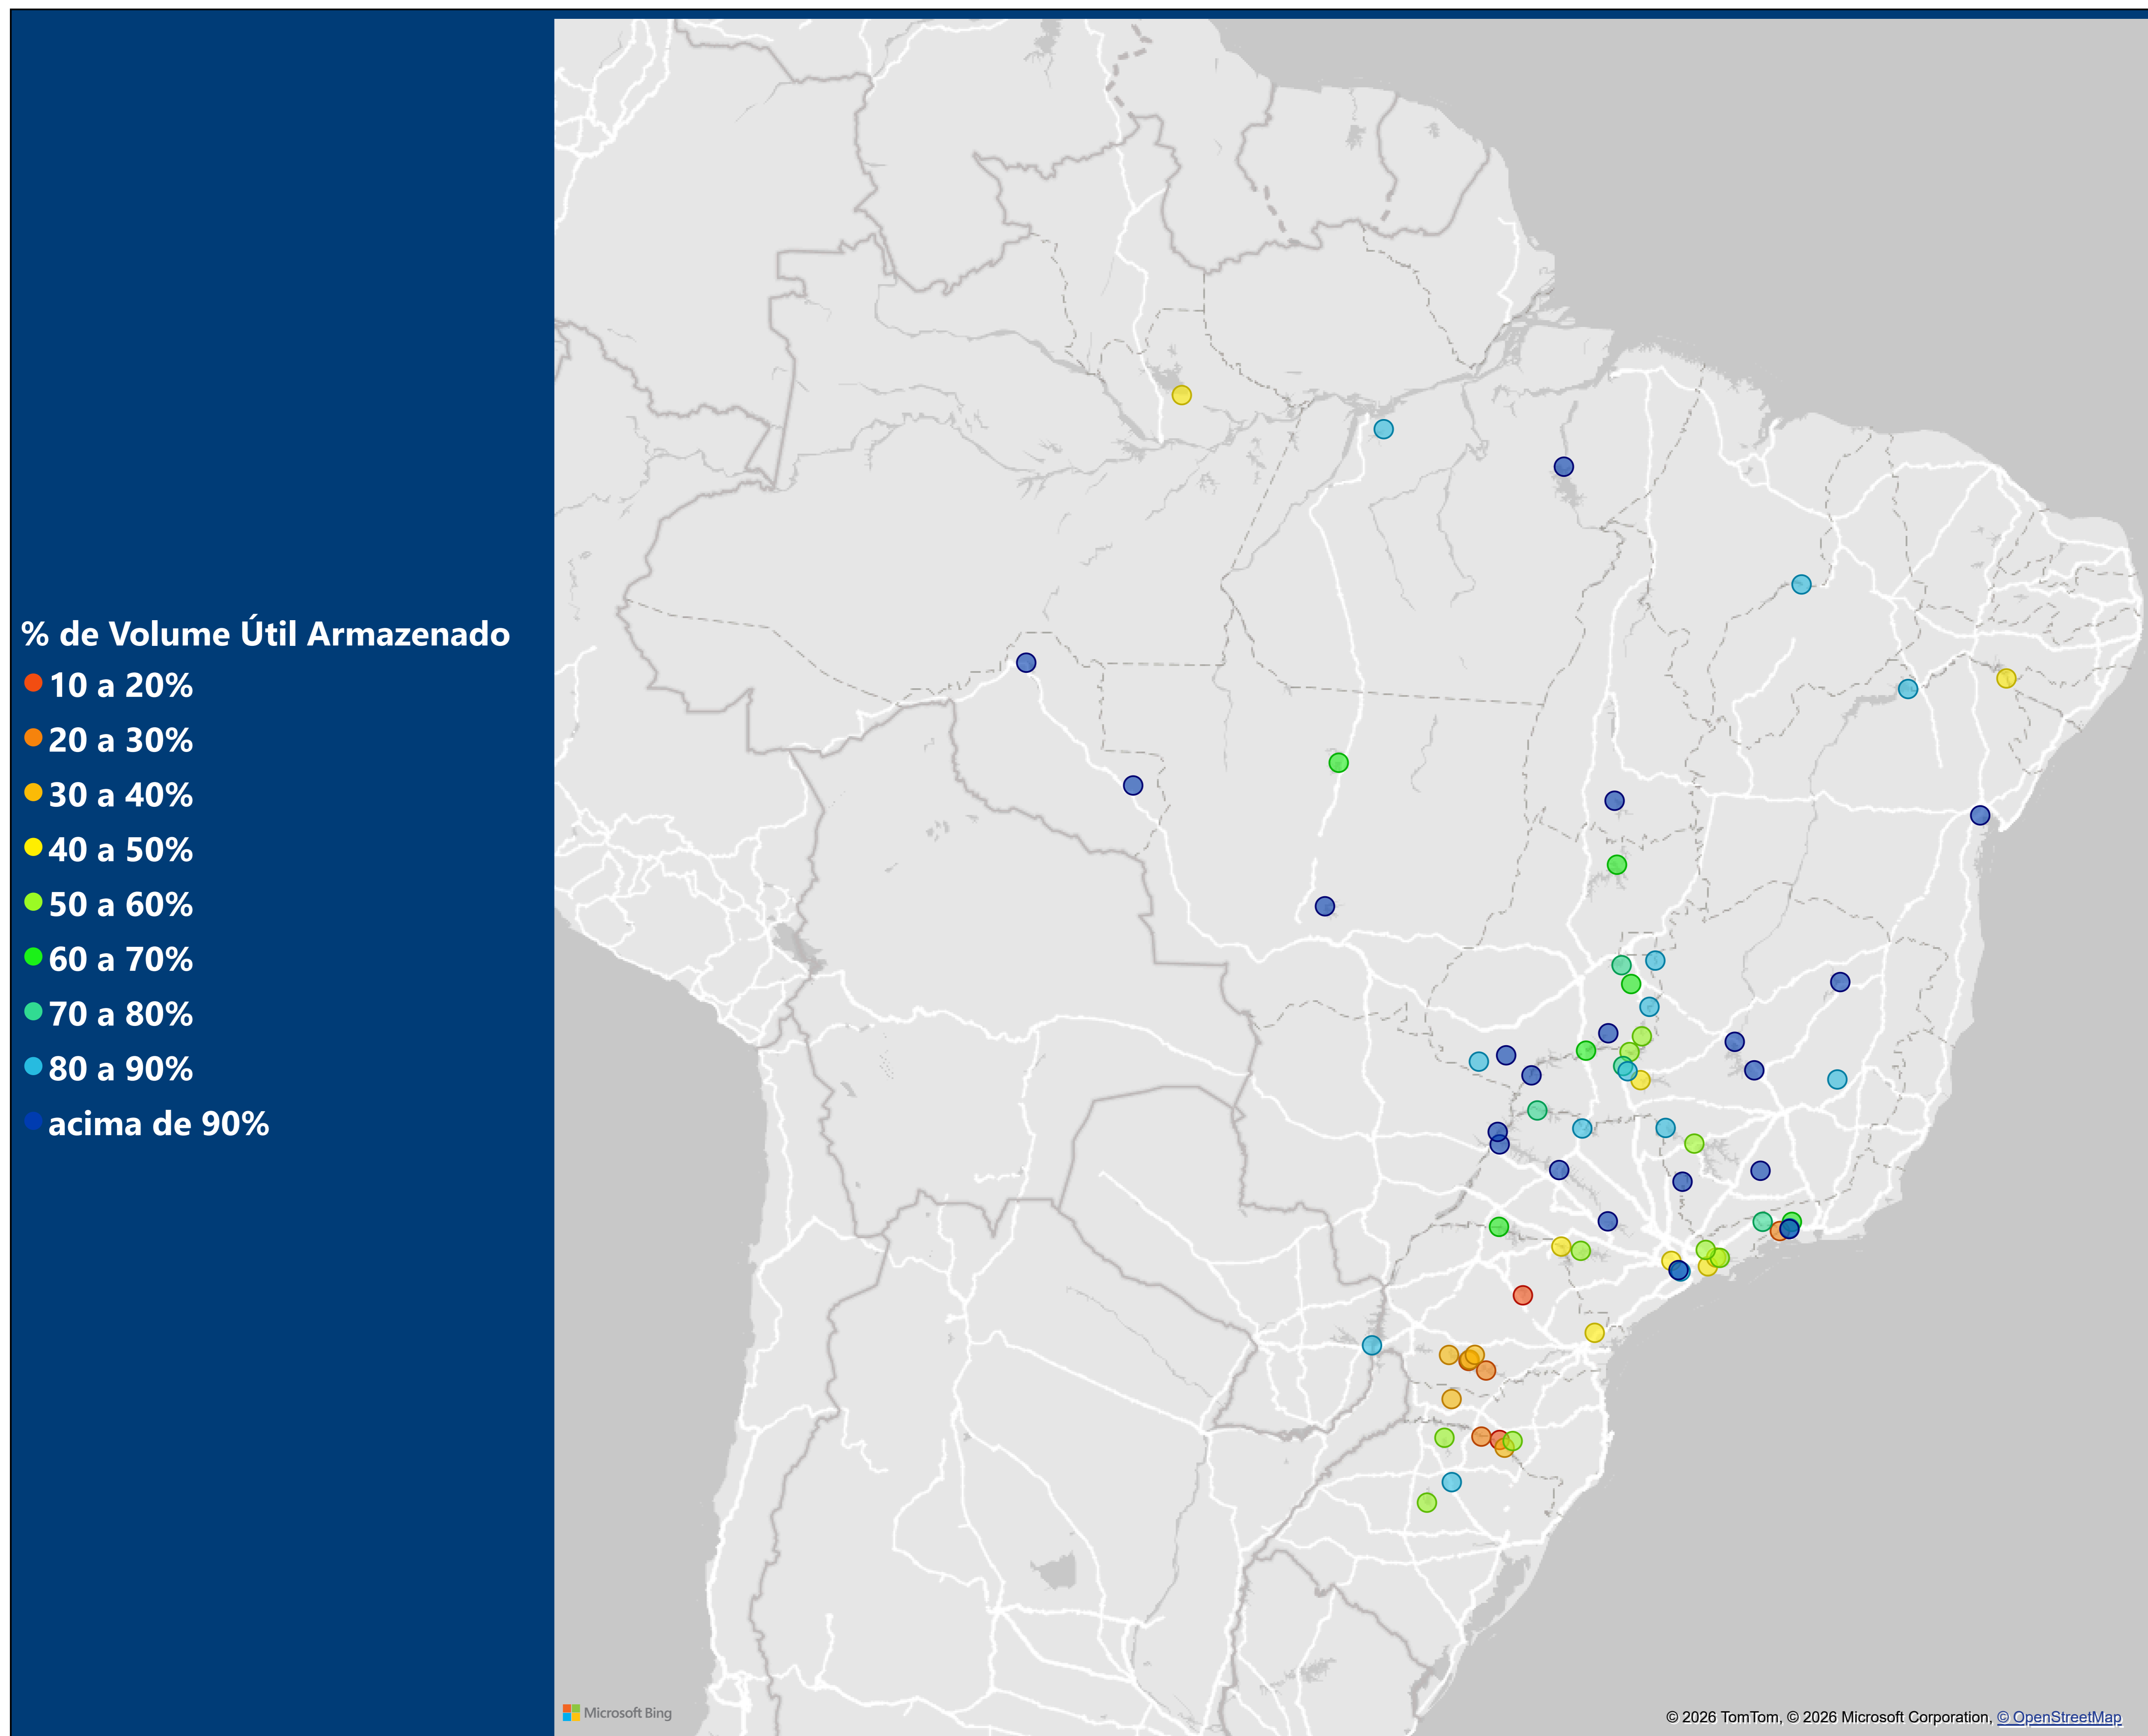 % de Volume Útil Armazenado
10 a 20%
20 a 30%
30 a 40%
40 a 50%
50 a 60%
60 a 70%
70 a 80%
80 a 90%
acima de 90%
Microsoft Bing
© 2026 TomTom, © 2026 Microsoft Corporation, © OpenStreetMap